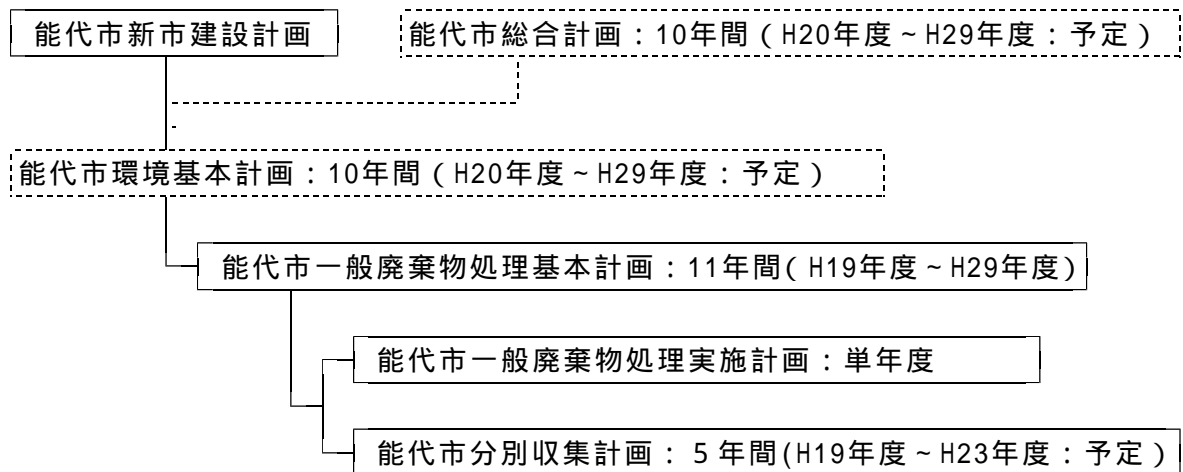 能代市新市建設計画
能代市総合計画：10年間（H20年度～H29年度：予定）
能代市環境基本計画：10年間（H20年度～H29年度：予定）
能代市一般廃棄物処理基本計画：11年間(H19年度～H29年度)
能代市一般廃棄物処理実施計画：単年度
能代市分別収集計画：５年間(H19年度～H23年度：予定)